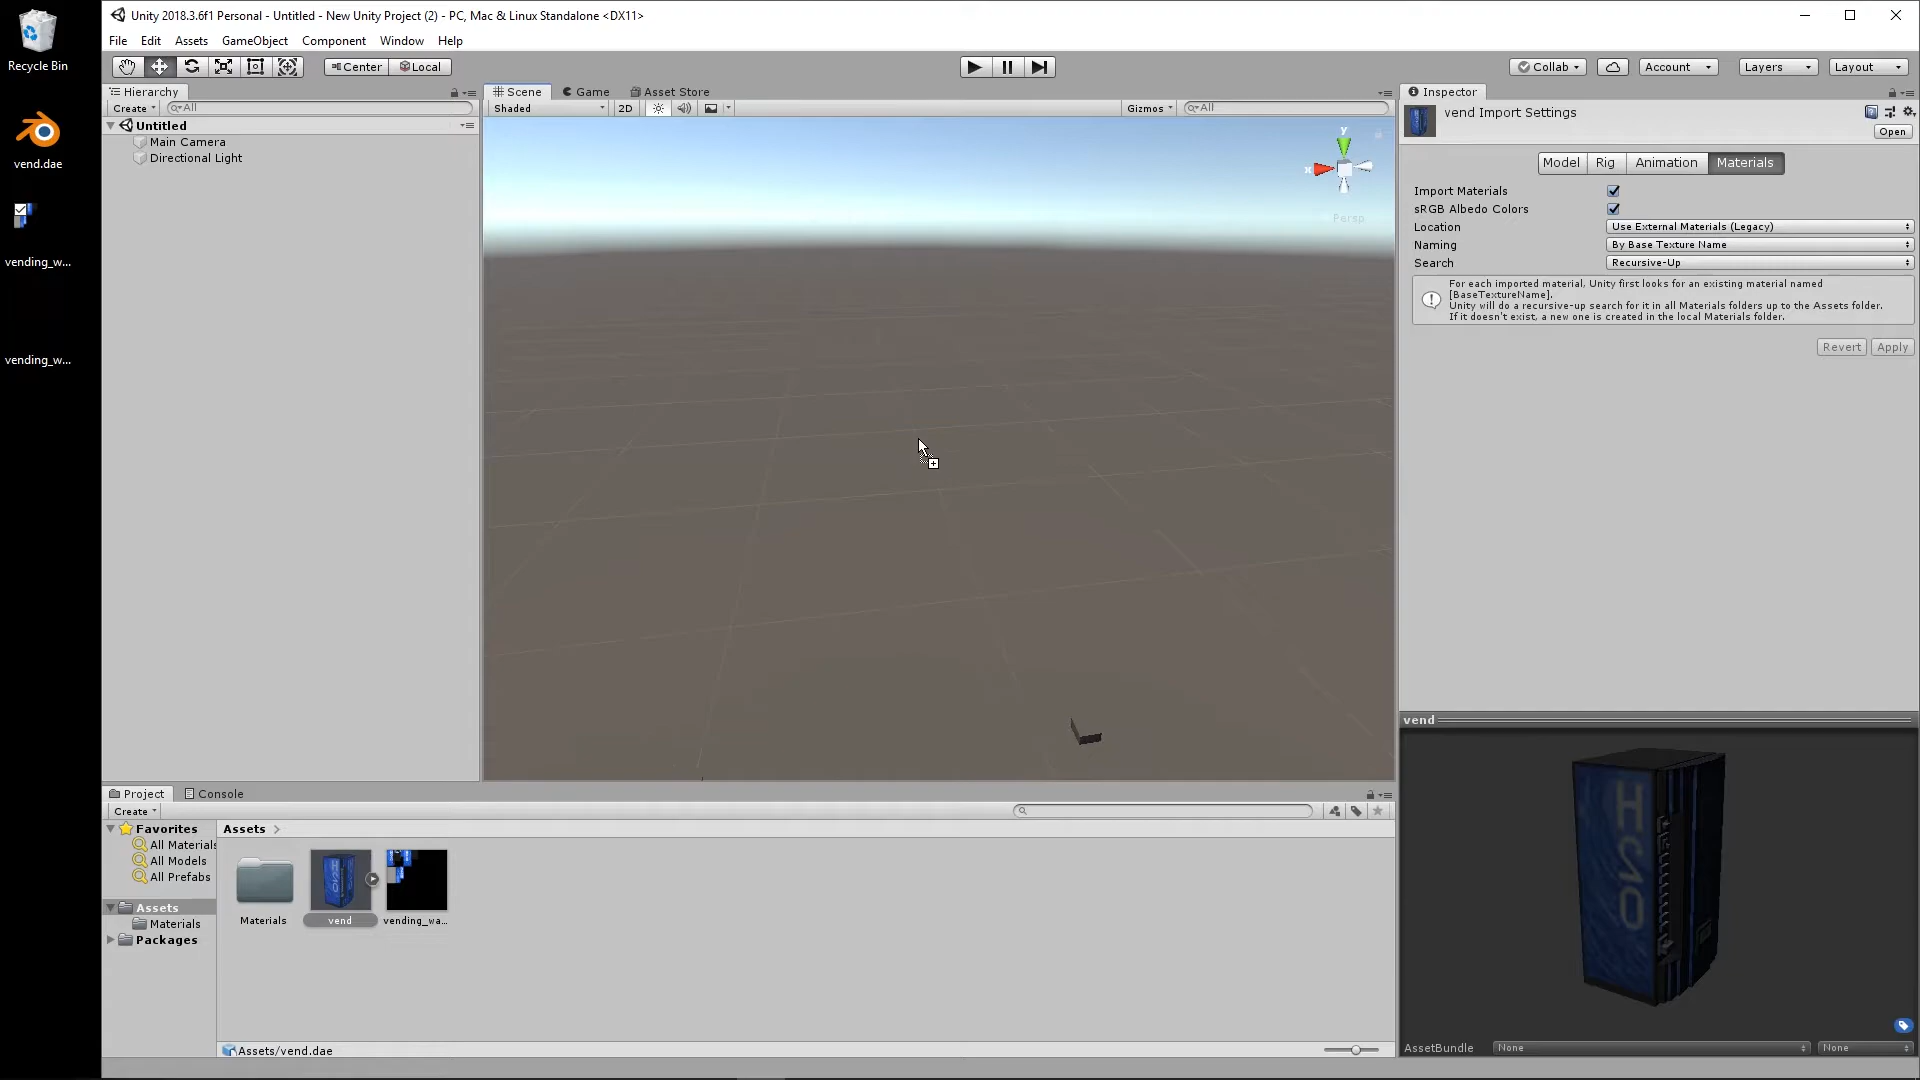 Recycle Bin
vend.dae
vending_w...
vending_w...
Unity 2018.3.6f1 Personal - Untitled - New Unity Project (2) - PC, Mac & Linux Standalone <DX11>
File Edit Assets GameObject Component Window Help
Center Local
Collab Account Layers Layout
Hierarchy
Create All
Untitled
Main Camera
Directional Light
Scene Game Asset Store
Shaded 2D Gizmos All
y
x
Persp
Inspector
vend Import Settings
Open
Model Rig Animation Materials
Import Materials
sRGB Albedo Colors
Location Use External Materials (Legacy)
Naming By Base Texture Name
Search Recursive-Up
For each imported material, Unity first looks for an existing material named
[BaseTextureName].
Unity will do a recursive-up search for it in all Materials folders up to the Assets folder.
If it doesn't exist, a new one is created in the local Materials folder.
Revert Apply
vend
AssetBundle None None
Project Console
Create
Favorites
All Materials
All Models
All Prefabs
Assets
Materials
Packages
Assets
Materials
vend
vending_wa...
Assets/vend.dae